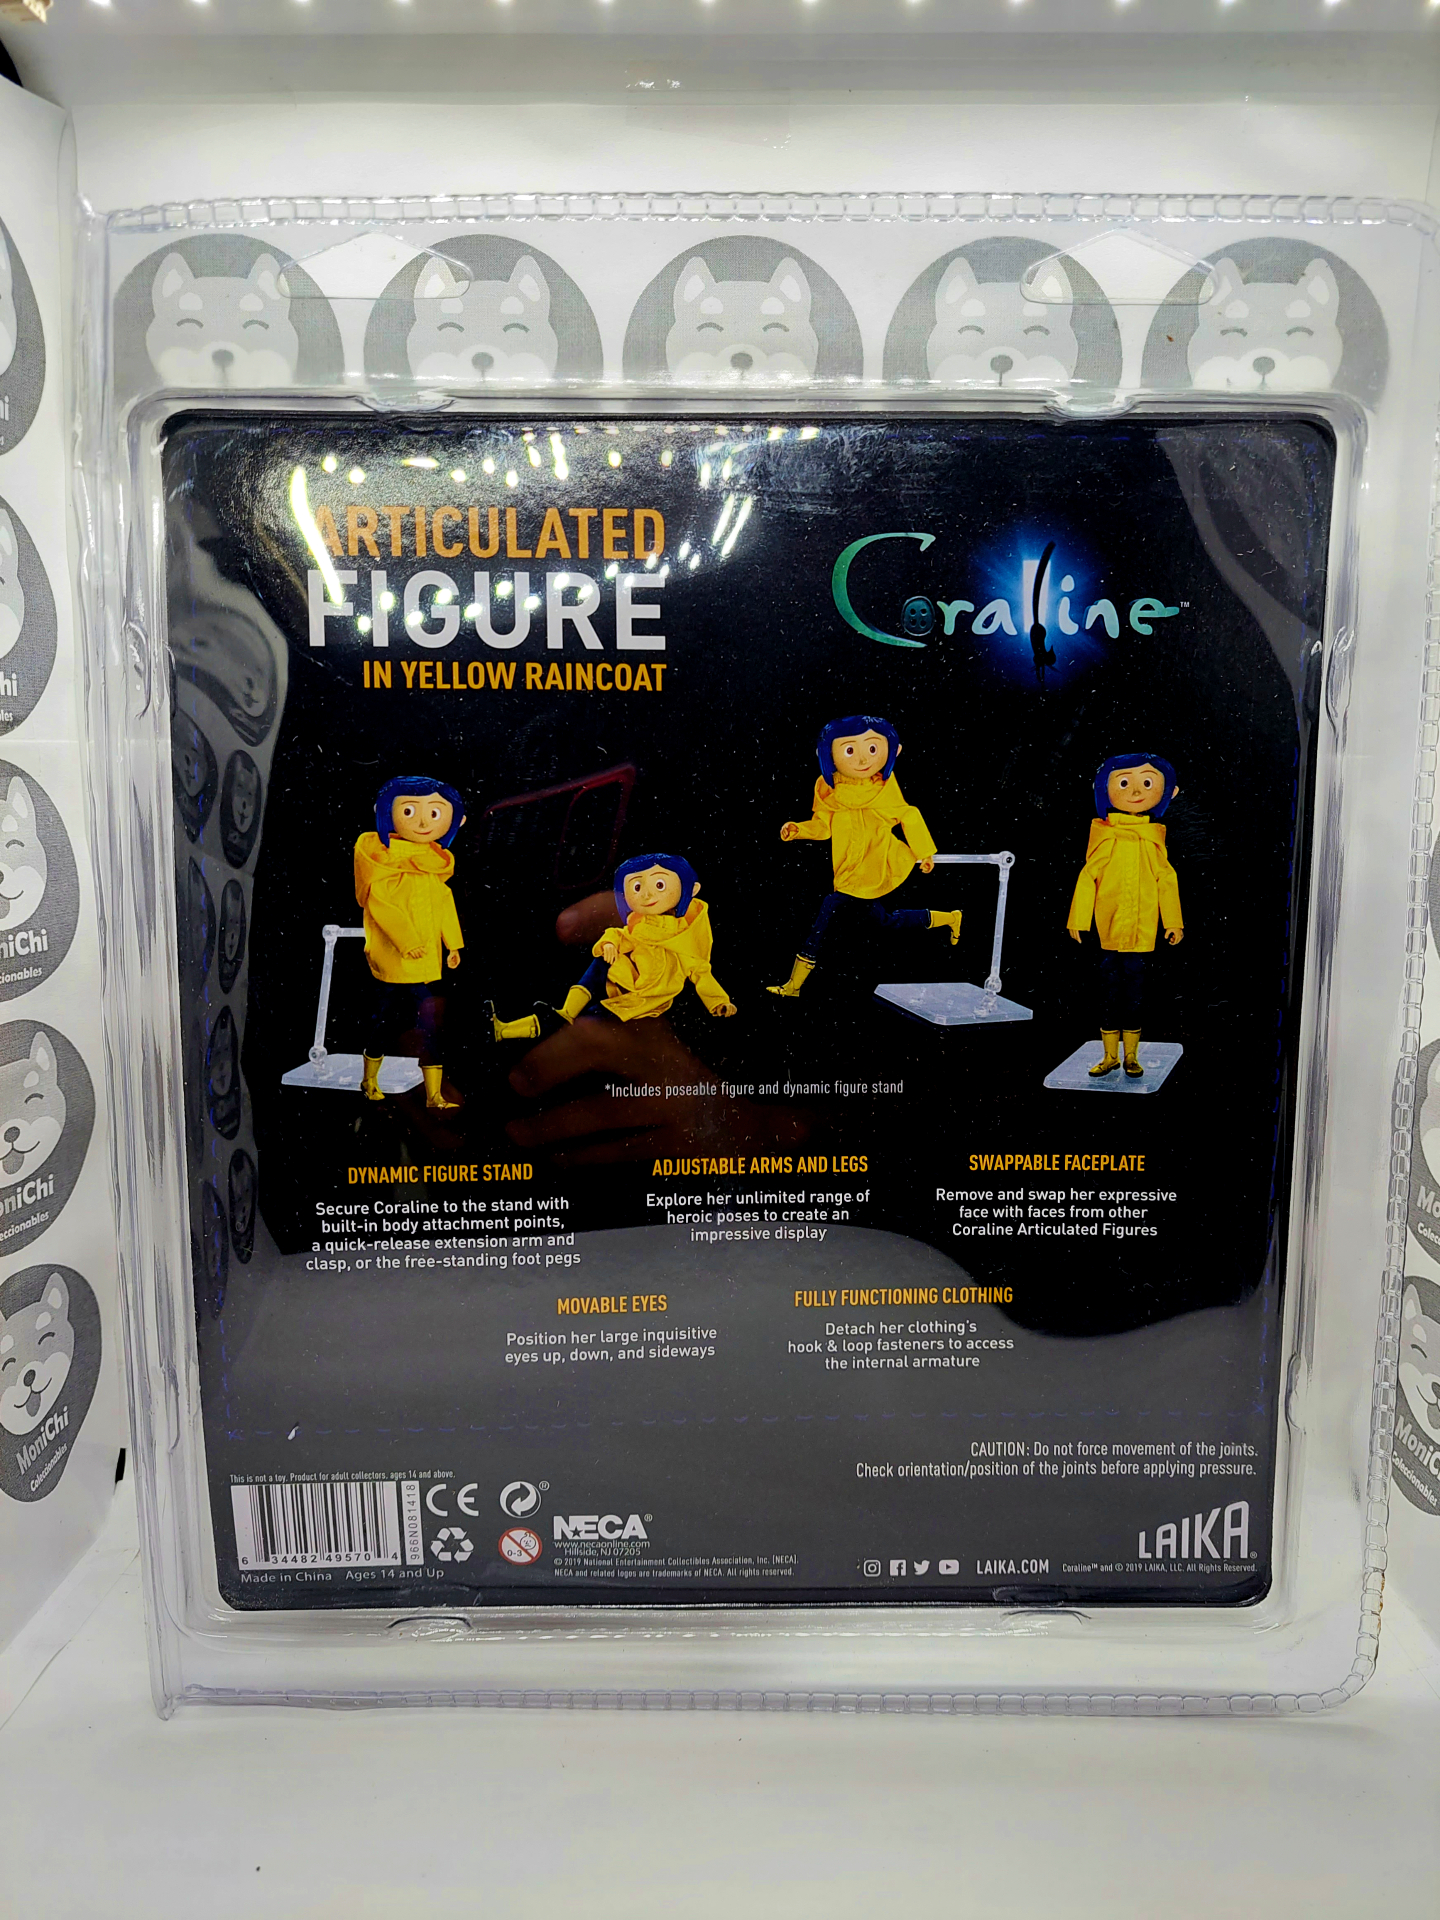 ARTICULATED
FIGURE
IN YELLOW RAINCOAT
Coraline™
*Includes poseable figure and dynamic figure stand
DYNAMIC FIGURE STAND
Secure Coraline to the stand with
built-in body attachment points,
a quick-release extension arm and
clasp, or the free-standing foot pegs
ADJUSTABLE ARMS AND LEGS
Explore her unlimited range of
heroic poses to create an
impressive display
SWAPPABLE FACEPLATE
Remove and swap her expressive
face with faces from other
Coraline Articulated Figures
MOVABLE EYES
Position her large inquisitive
eyes up, down, and sideways
FULLY FUNCTIONING CLOTHING
Detach her clothing's
hook & loop fasteners to access
the internal armature
CAUTION: Do not force movement of the joints.
Check orientation/position of the joints before applying pressure.
This is not a toy. Product for adult collectors, ages 14 and above.
6 34482 49570 4
966N081418
Made in China Ages 14 and Up
CE
0-3
NECA®
www.necaonline.com
Hillside, NJ 07205
© 2019 National Entertainment Collectibles Association, Inc. (NECA).
NECA and related logos are trademarks of NECA. All rights reserved.
LAIKA®
LAIKA.COM
Coraline™ and © 2019 LAIKA, LLC. All Rights Reserved.
MoniChi
Coleccionables